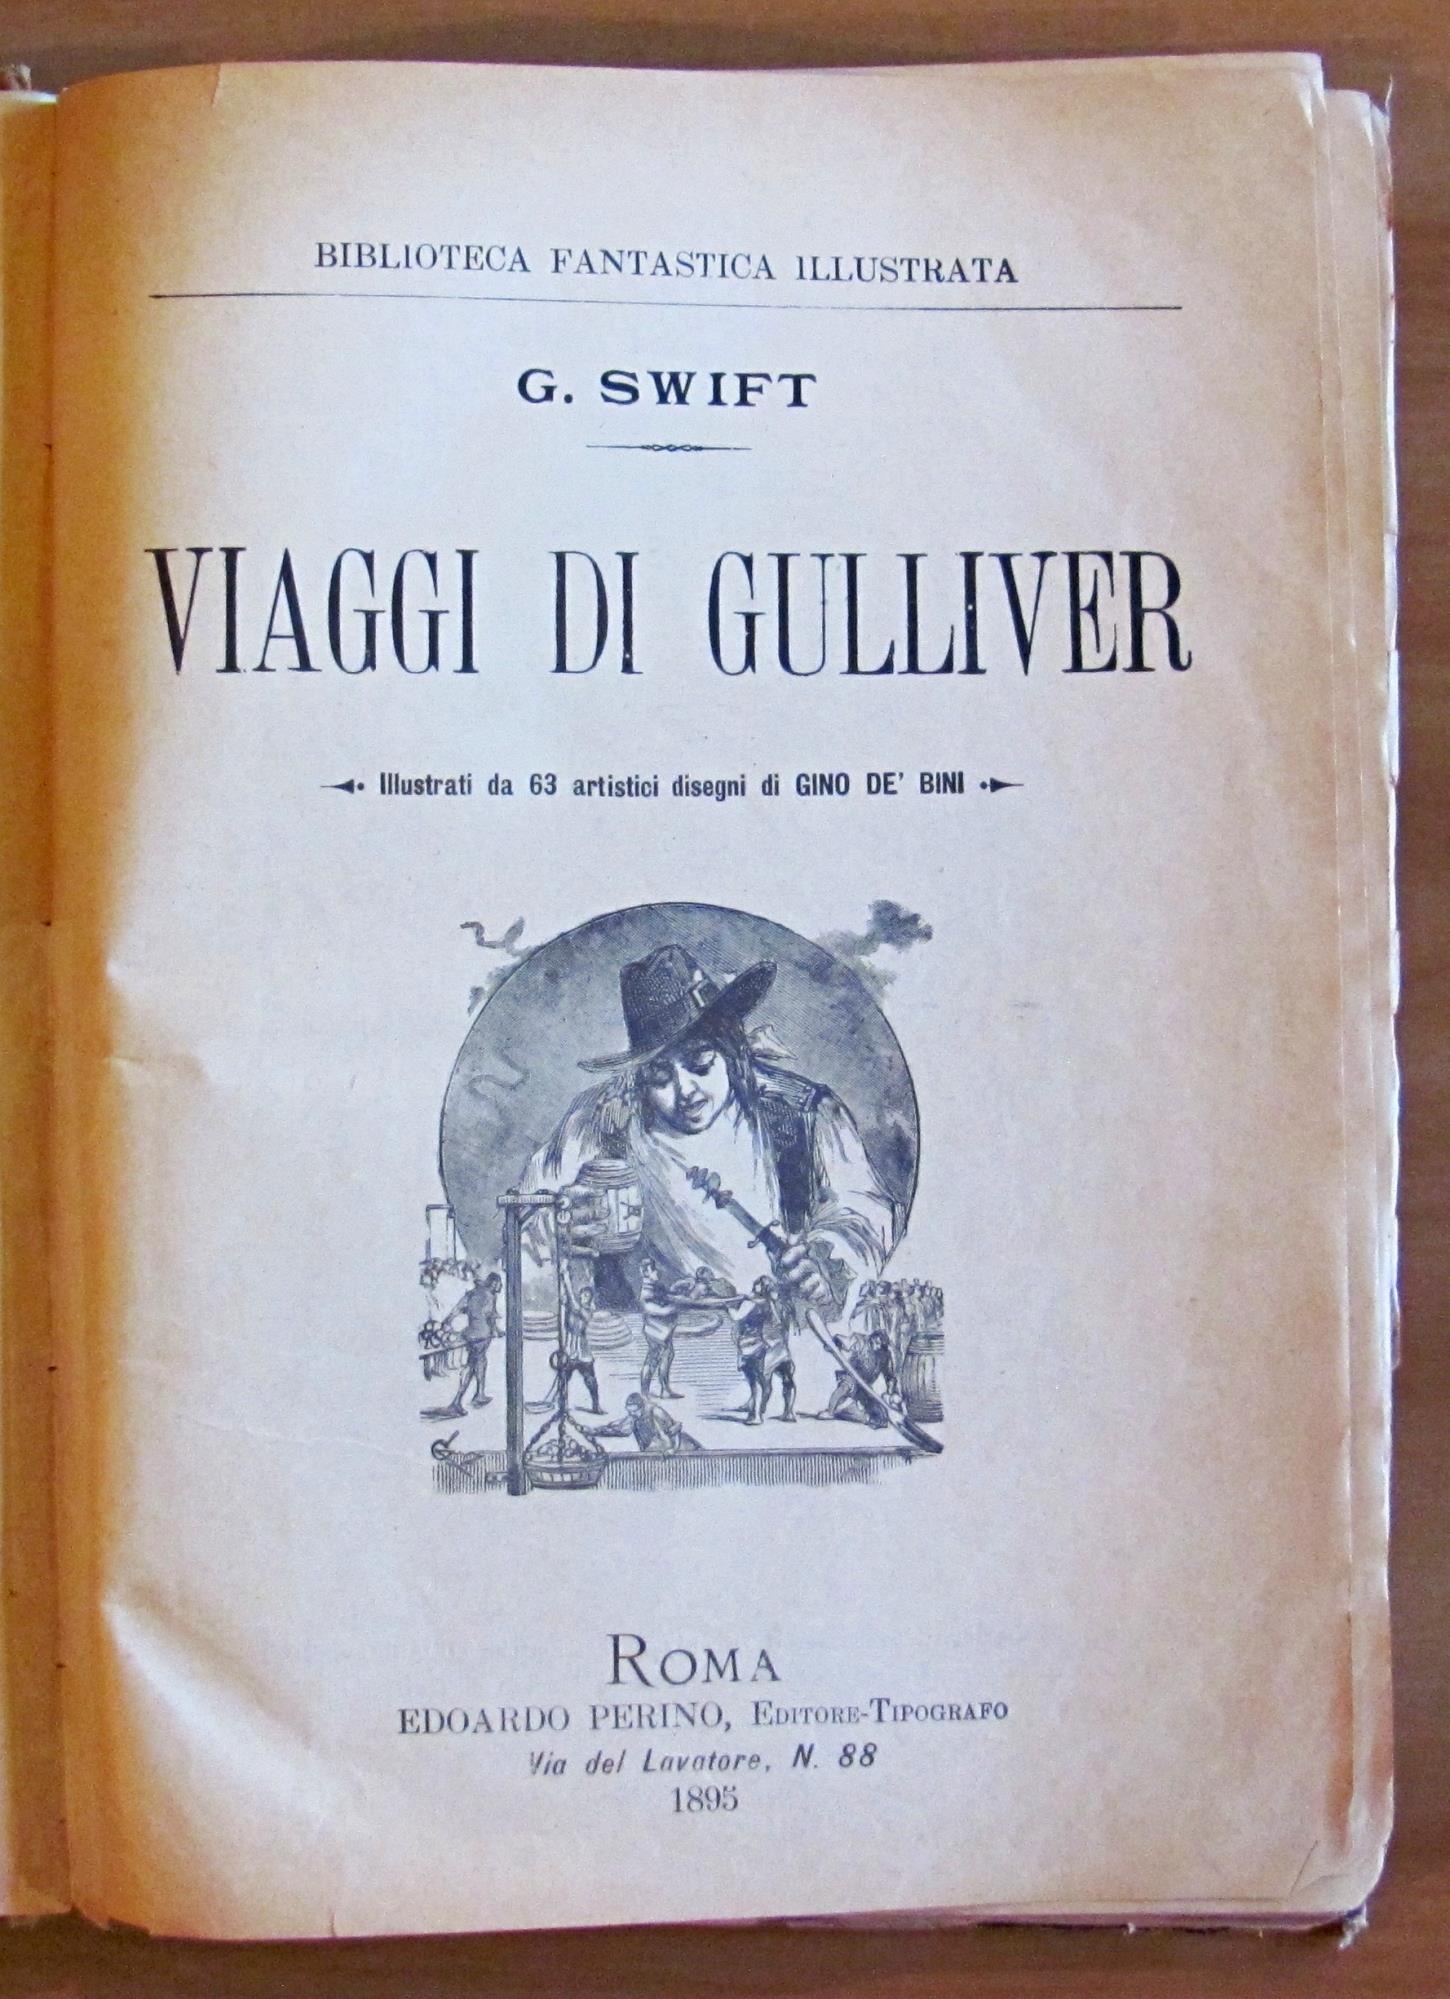 BIBLIOTECA FANTASTICA ILLUSTRATA
G. SWIFT
VIAGGI DI GULLIVER
Illustrati da 63 artistici disegni di GINO DE' BINI
ROMA
EDOARDO PERINO, EDITORE-TIPOGRAFO
Via del Lavatore, N. 88
1895